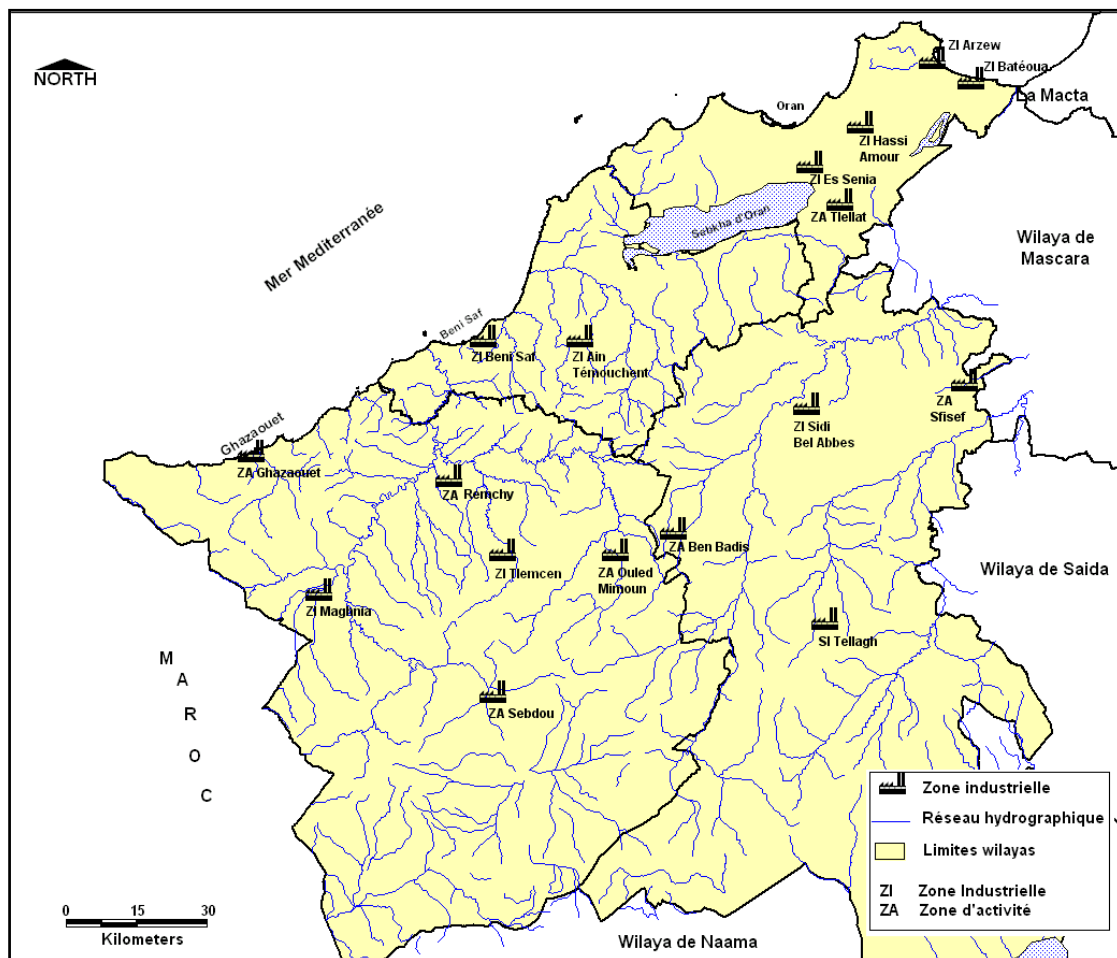 NORTH
ZI Arzew
ZI Batéoua
La Macta
Oran
ZI Hassi
Amour
ZI Es Senia
ZA Tlellat
Sebkha d'Oran
Mer Mediterranée
Wilaya de
Mascara
Beni Saf
ZI Beni Saf
ZI Ain
Témouchent
ZA
Sfisef
ZI Sidi
Bel Abbes
Ghazaouet
ZA Ghazaouet
ZA Remchy
ZA Ben Badis
ZI Tlemcen
ZA Ouled
Mimoun
Wilaya de Saida
ZI Maghnia
SI Tellagh
MAROC
ZA Sebdou
Zone industrielle
Rèseau hydrographique
Limites wilayas
ZI Zone Industrielle
ZA Zone d'activité
0 15 30
Kilometers
Wilaya de Naama